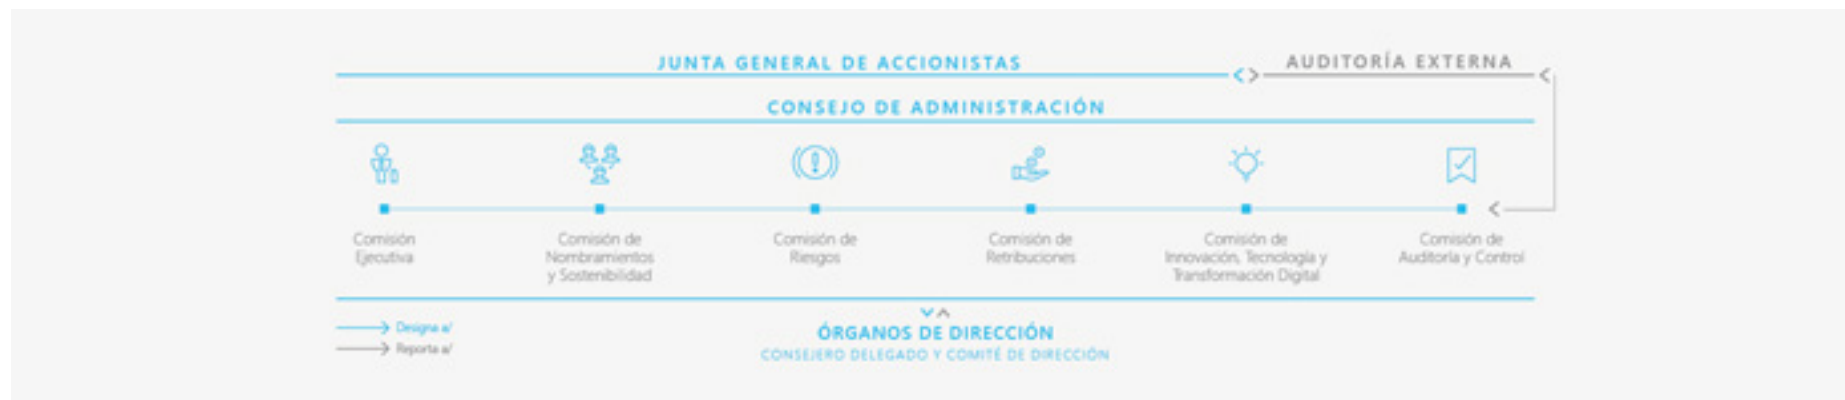 JUNTA GENERAL DE ACCIONISTAS
AUDITORÍA EXTERNA
CONSEJO DE ADMINISTRACIÓN
Comisión
Ejecutiva
Comisión de
Nombramientos
y Sostenibilidad
Comisión de
Riesgos
Comisión de
Retribuciones
Comisión de
Innovación, Tecnología y
Transformación Digital
Comisión de
Auditoría y Control
Designa a/
Reporta a/
ÓRGANOS DE DIRECCIÓN
CONSEJERO DELEGADO Y COMITÉ DE DIRECCIÓN